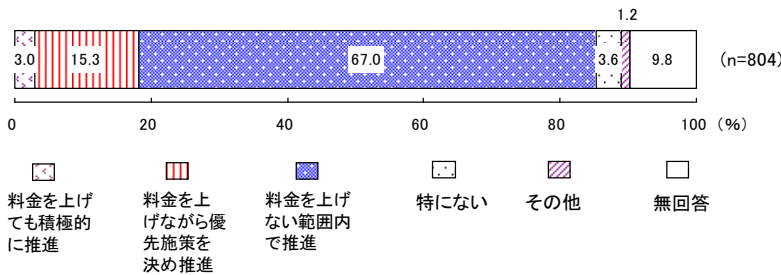 1.2
3.0
15.3
67.0
3.6
9.8
(n=804)
0
20
40
60
80
100
(%)
料金を上げ
ても積極的
に推進
料金を上
げながら優
先施策を
決め推進
料金を上げ
ない範囲内
で推進
特にない
その他
無回答